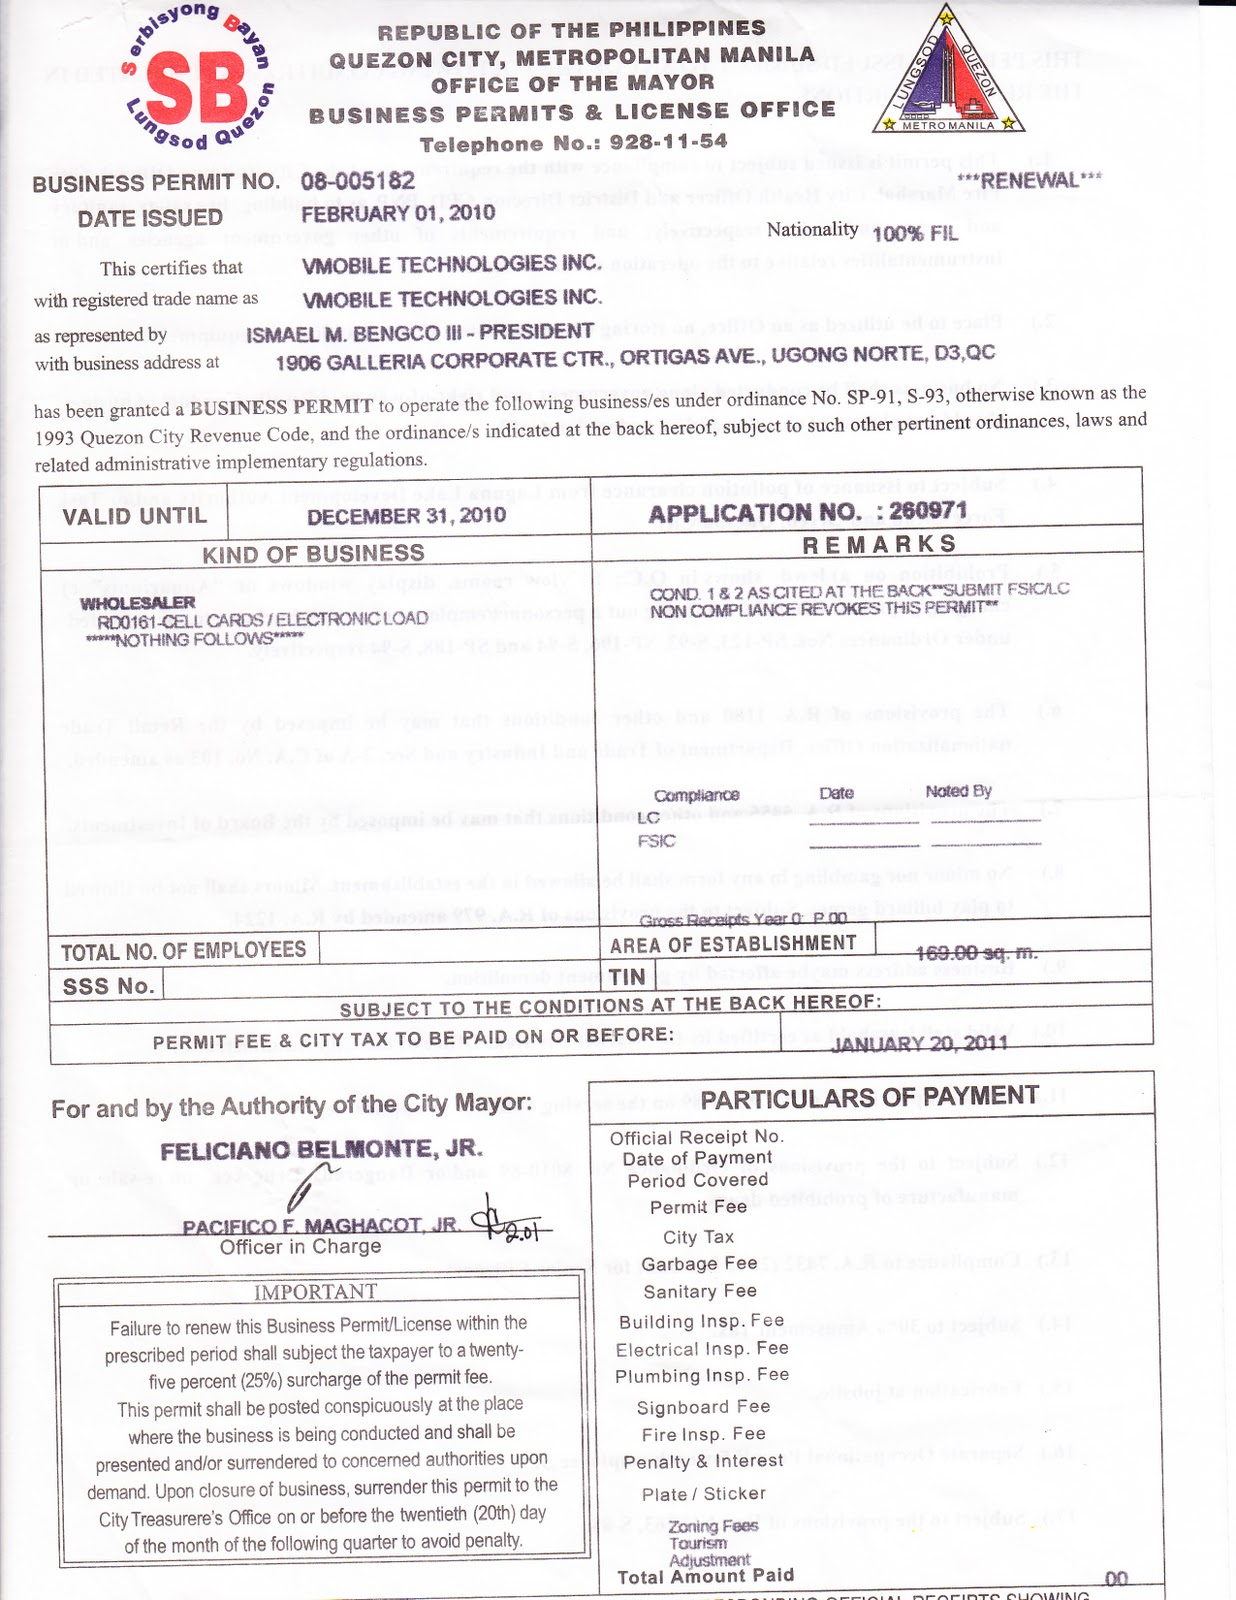 Serbisyong Bayan
SB
Lungsod Quezon
REPUBLIC OF THE PHILIPPINES
QUEZON CITY, METROPOLITAN MANILA
OFFICE OF THE MAYOR
BUSINESS PERMITS & LICENSE OFFICE
Telephone No.: 928-11-54
LUNGSOD QUEZON
METRO MANILA
BUSINESS PERMIT NO. 08-005182 ***RENEWAL***
DATE ISSUED FEBRUARY 01, 2010
Nationality 100% FIL
This certifies that VMOBILE TECHNOLOGIES INC.
with registered trade name as VMOBILE TECHNOLOGIES INC.
as represented by ISMAEL M. BENGCO III - PRESIDENT
with business address at 1906 GALLERIA CORPORATE CTR., ORTIGAS AVE., UGONG NORTE, D3,QC
has been granted a BUSINESS PERMIT to operate the following business/es under ordinance No. SP-91, S-93, otherwise known as the
1993 Quezon City Revenue Code, and the ordinance/s indicated at the back hereof, subject to such other pertinent ordinances, laws and
related administrative implementary regulations.
VALID UNTIL DECEMBER 31, 2010 APPLICATION NO. : 260971
KIND OF BUSINESS REMARKS
WHOLESALER
RD0161-CELL CARDS / ELECTRONIC LOAD
*****NOTHING FOLLOWS*****
COND. 1 & 2 AS CITED AT THE BACK**SUBMIT FSIC/LC
NON COMPLIANCE REVOKES THIS PERMIT**
Compliance Date Noted By
LC
FSIC
Gross Receipts Year 0: P.00
TOTAL NO. OF EMPLOYEES AREA OF ESTABLISHMENT 169.00 sq. m.
SSS No. TIN
SUBJECT TO THE CONDITIONS AT THE BACK HEREOF:
PERMIT FEE & CITY TAX TO BE PAID ON OR BEFORE: JANUARY 20, 2011
For and by the Authority of the City Mayor:
FELICIANO BELMONTE, JR.
PACIFICO F. MAGHACOT, JR. 2.01
Officer in Charge
IMPORTANT
Failure to renew this Business Permit/License within the
prescribed period shall subject the taxpayer to a twenty-
five percent (25%) surcharge of the permit fee.
This permit shall be posted conspicuously at the place
where the business is being conducted and shall be
presented and/or surrendered to concerned authorities upon
demand. Upon closure of business, surrender this permit to the
City Treasurere's Office on or before the twentieth (20th) day
of the month of the following quarter to avoid penalty.
PARTICULARS OF PAYMENT
Official Receipt No.
Date of Payment
Period Covered
Permit Fee
City Tax
Garbage Fee
Sanitary Fee
Building Insp. Fee
Electrical Insp. Fee
Plumbing Insp. Fee
Signboard Fee
Fire Insp. Fee
Penalty & Interest
Plate / Sticker
Zoning Fees
Tourism
Adjustment
Total Amount Paid .00
OFFICIAL RECEIPTS SHOWING